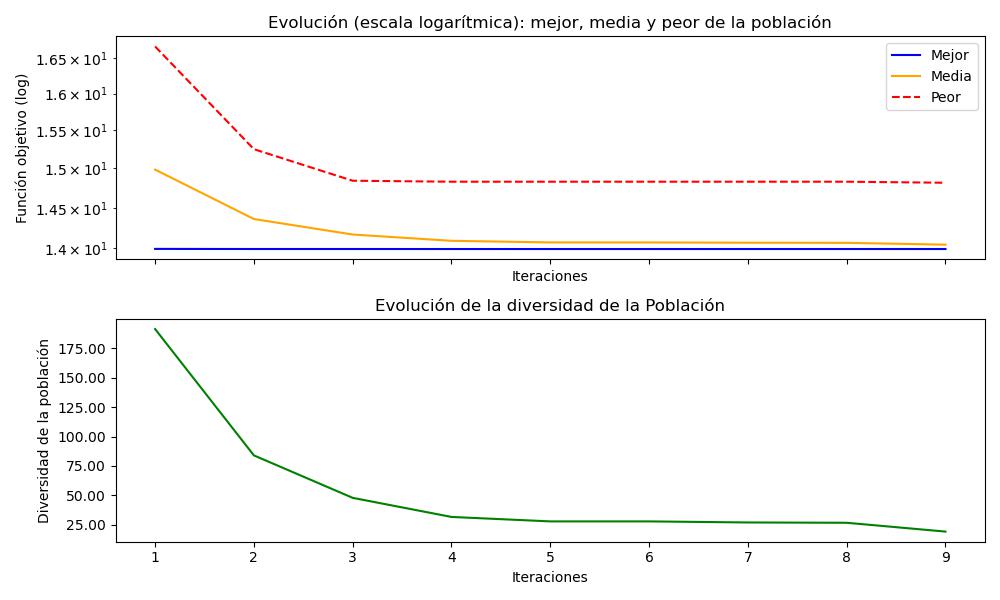 Evolución (escala logarítmica): mejor, media y peor de la población
Función objetivo (log)
1.65 × 10¹
1.6 × 10¹
1.55 × 10¹
1.5 × 10¹
1.45 × 10¹
1.4 × 10¹
Mejor
Media
Peor
Iteraciones
Evolución de la diversidad de la Población
Diversidad de la población
175.00
150.00
125.00
100.00
75.00
50.00
25.00
1 2 3 4 5 6 7 8 9
Iteraciones